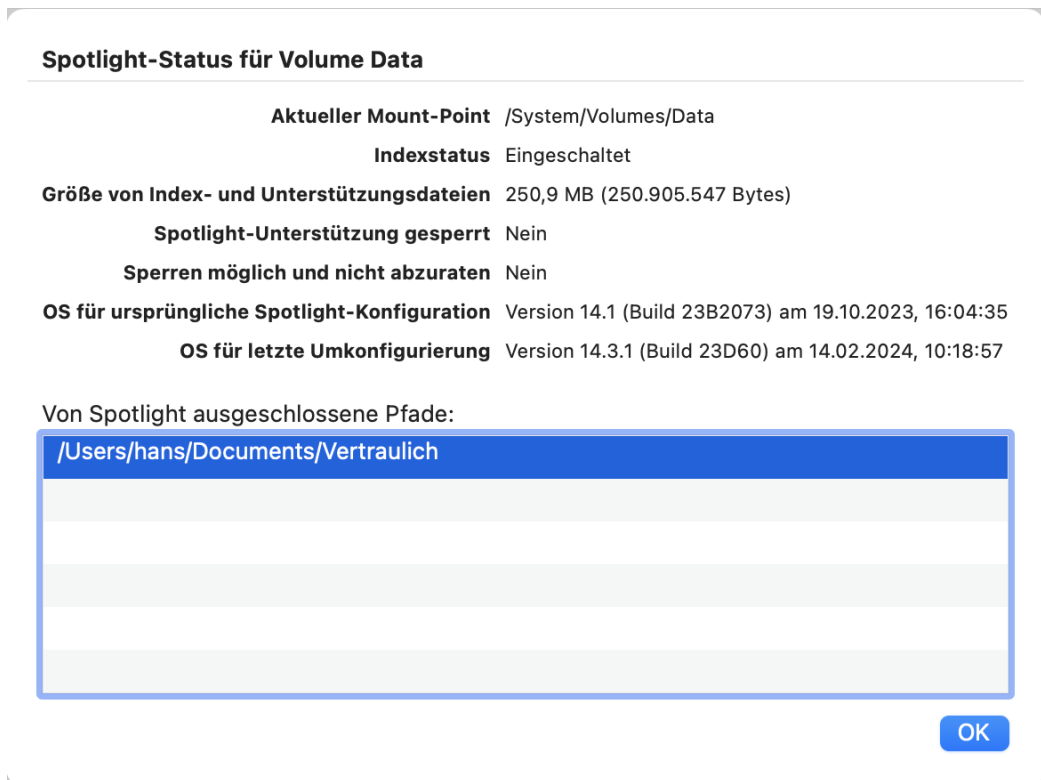 Spotlight-Status für Volume Data
Aktueller Mount-Point /System/Volumes/Data
Indexstatus Eingeschaltet
Größe von Index- und Unterstützungsdateien 250,9 MB (250.905.547 Bytes)
Spotlight-Unterstützung gesperrt Nein
Sperren möglich und nicht abzuraten Nein
OS für ursprüngliche Spotlight-Konfiguration Version 14.1 (Build 23B2073) am 19.10.2023, 16:04:35
OS für letzte Umkonfigurierung Version 14.3.1 (Build 23D60) am 14.02.2024, 10:18:57
Von Spotlight ausgeschlossene Pfade:
/Users/hans/Documents/Vertraulich
OK